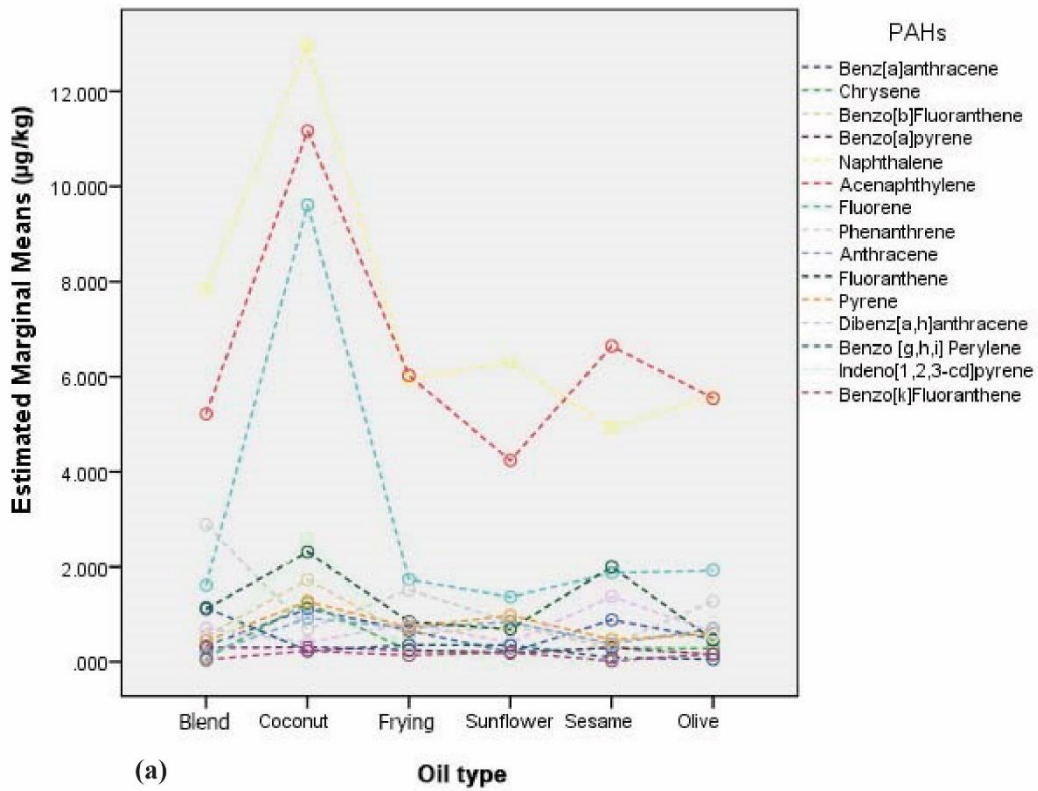 PAHs
Benz[a]anthracene
Chrysene
Benzo[b]Fluoranthene
Benzo[a]pyrene
Naphthalene
Acenaphthylene
Fluorene
Phenanthrene
Anthracene
Fluoranthene
Pyrene
Dibenz[a,h]anthracene
Benzo [g,h,i] Perylene
Indeno[1,2,3-cd]pyrene
Benzo[k]Fluoranthene
Estimated Marginal Means (µg/kg)
12.000
10.000
8.000
6.000
4.000
2.000
.000
Blend Coconut Frying Sunflower Sesame Olive
(a) Oil type